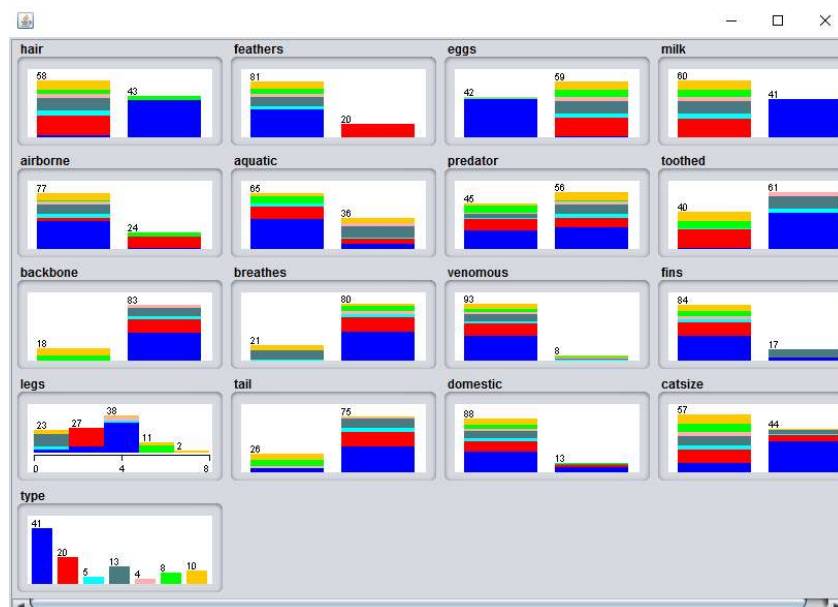 hair feathers eggs milk
58 43 81 20 42 59 60 41
airborne aquatic predator toothed
77 24 65 36 45 56 40 61
backbone breathes venomous fins
18 83 21 80 93 8 84 17
legs tail domestic catsize
23 27 38 11 2 26 75 88 13 57 44
0 4 8
type
41 20 5 13 4 8 10